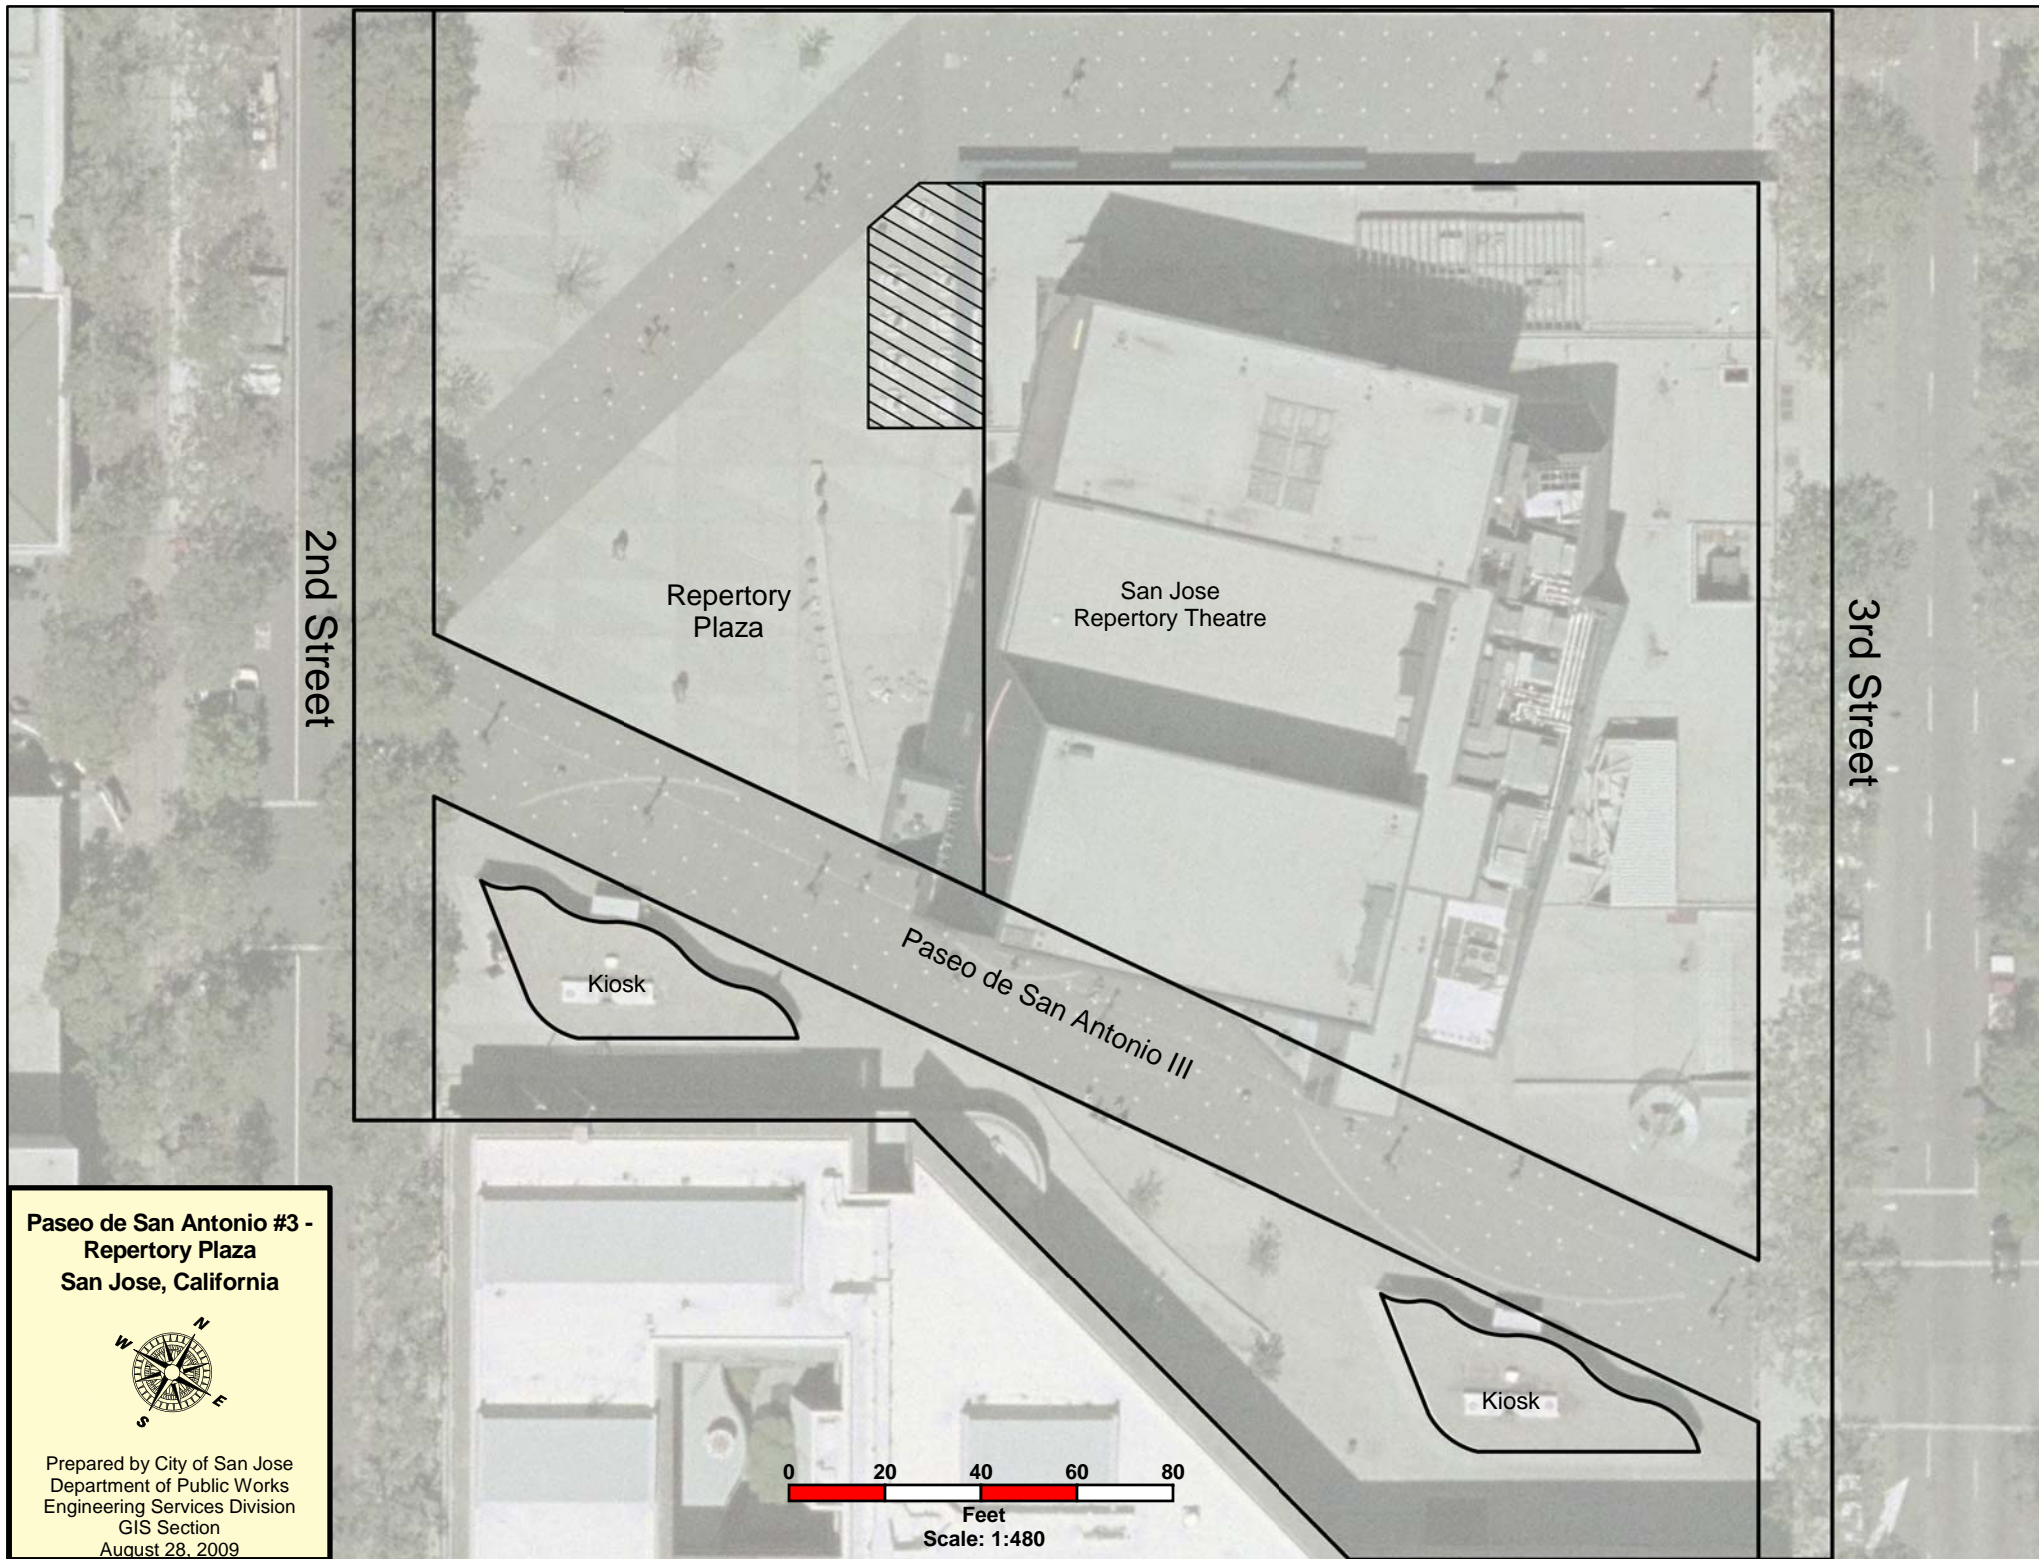 2nd Street
Repertory
Plaza
San Jose
Repertory Theatre
3rd Street
Kiosk
Paseo de San Antonio III
Kiosk
Paseo de San Antonio #3 -
Repertory Plaza
San Jose, California
N
W
E
S
Prepared by City of San Jose
Department of Public Works
Engineering Services Division
GIS Section
August 28, 2009
0 20 40 60 80
Feet
Scale: 1:480